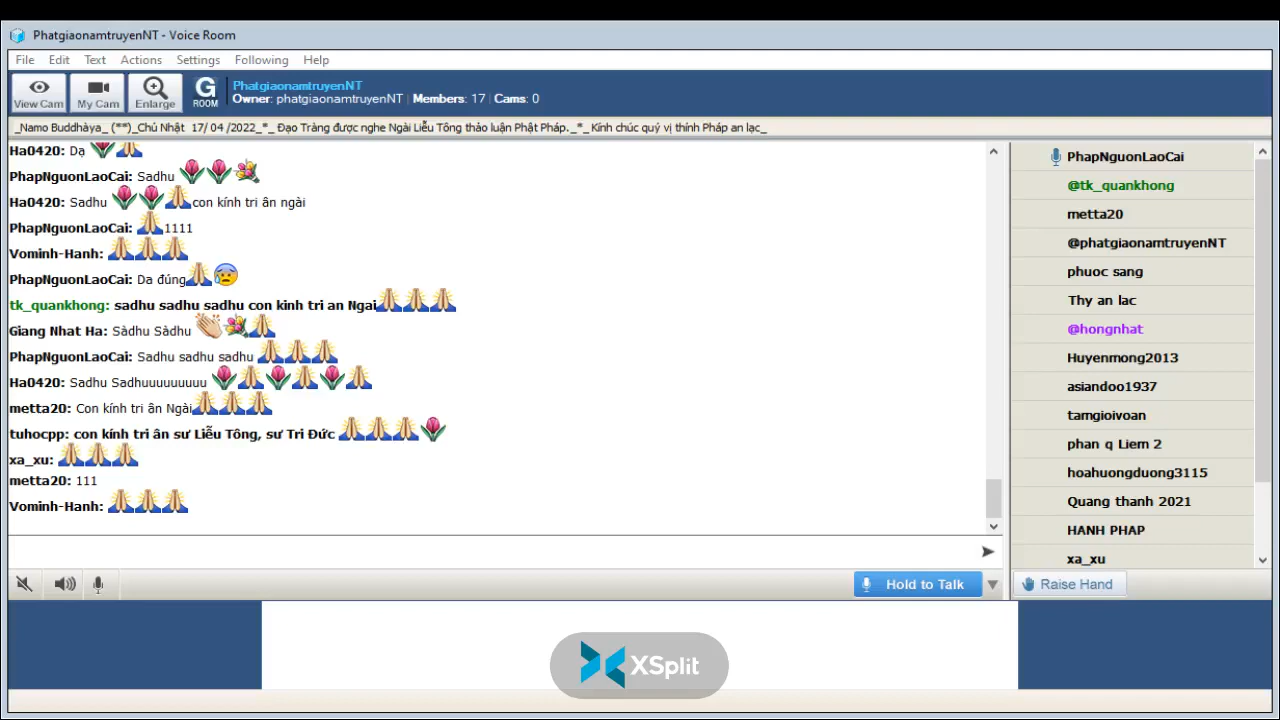 PhatgiaonamtruyenNT - Voice Room
File Edit Text Actions Settings Following Help
View Cam My Cam Enlarge G ROOM
PhatgiaonamtruyenNT
Owner: phatgiaonamtruyenNT | Members: 17 | Cams: 0
_Namo Buddhàya_ (**)_Chủ Nhật 17/ 04 /2022_*_ Đạo Tràng được nghe Ngài Liễu Tông thảo luận Phật Pháp._*_ Kính chúc quý vị thính Pháp an lạc_
Ha0420: Dạ 🌷🙏
PhapNguonLaoCai: Sadhu 🌷🌷💐
Ha0420: Sadhu 🌷🌷🙏con kính tri ân ngài
PhapNguonLaoCai: 🙏1111
Vominh-Hanh: 🙏🙏🙏
PhapNguonLaoCai: Da đúng🙏😰
tk_quankhong: sadhu sadhu sadhu con kinh tri an Ngai🙏🙏🙏
Giang Nhat Ha: Sàdhu Sàdhu 👏💐🙏
PhapNguonLaoCai: Sadhu sadhu sadhu 🙏🙏🙏
Ha0420: Sadhu Sadhuuuuuuuuu 🌷🙏🌷🙏🌷🙏
metta20: Con kính tri ân Ngài🙏🙏🙏
tuhocpp: con kính tri ân sư Liễu Tông, sư Tri Đức 🙏🙏🙏🌷
xa_xu: 🙏🙏🙏
metta20: 111
Vominh-Hanh: 🙏🙏🙏
PhapNguonLaoCai
@tk_quankhong
metta20
@phatgiaonamtruyenNT
phuoc sang
Thy an lac
@hongnhat
Huyenmong2013
asiandoo1937
tamgioivoan
phan q Liem 2
hoahuongduong3115
Quang thanh 2021
HANH PHAP
xa_xu
Hold to Talk
Raise Hand
XSplit